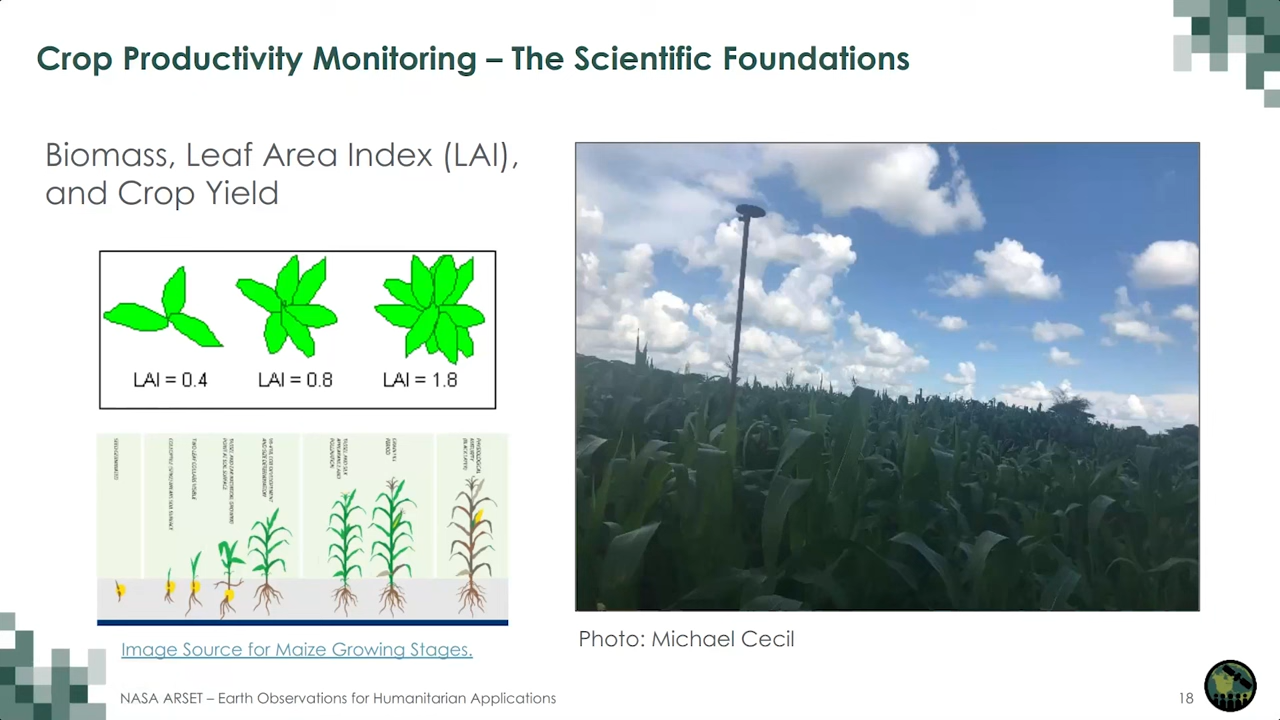 Crop Productivity Monitoring – The Scientific Foundations
Biomass, Leaf Area Index (LAI),
and Crop Yield
LAI = 0.4
LAI = 0.8
LAI = 1.8
Image Source for Maize Growing Stages.
Photo: Michael Cecil
NASA ARSET – Earth Observations for Humanitarian Applications
18